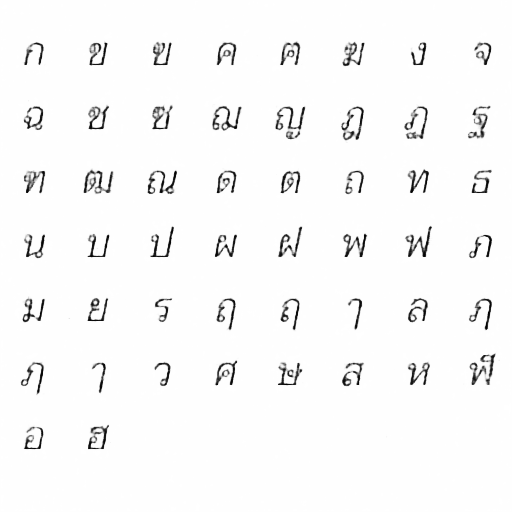 ก ข ฃ ค ฅ ฆ ง จ
ฉ ช ซ ฌ ญ ฎ ฏ ฐ
ฑ ฒ ณ ด ต ถ ท ธ
น บ ป ผ ฝ พ ฟ ภ
ม ย ร ฤ ฤ ๅ ล ฦ
ฦ ๅ ว ศ ษ ส ห ฬ
อ ฮ